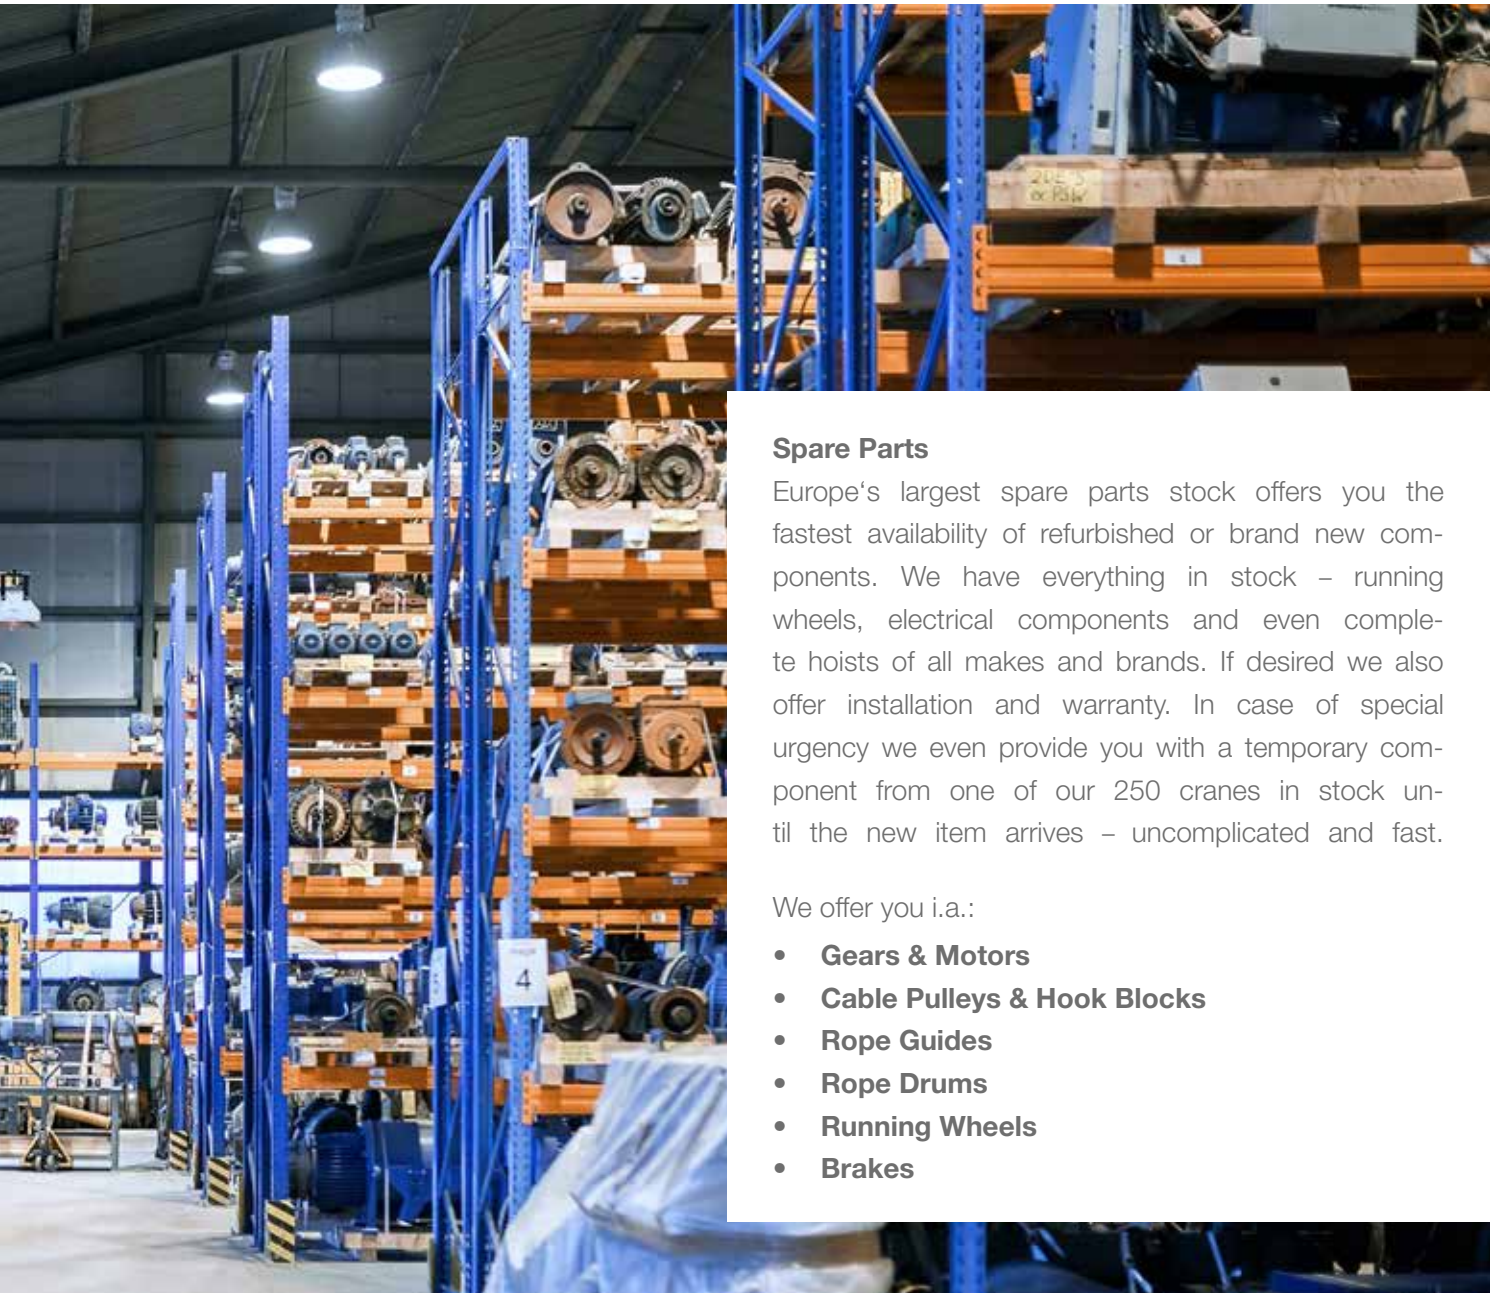 2DE's
Spare Parts
Europe‘s largest spare parts stock offers you the
fastest availability of refurbished or brand new com-
ponents. We have everything in stock – running
wheels, electrical components and even comple-
te hoists of all makes and brands. If desired we also
offer installation and warranty. In case of special
urgency we even provide you with a temporary com-
ponent from one of our 250 cranes in stock un-
til the new item arrives – uncomplicated and fast.
We offer you i.a.:
• Gears & Motors
• Cable Pulleys & Hook Blocks
• Rope Guides
• Rope Drums
• Running Wheels
• Brakes
4